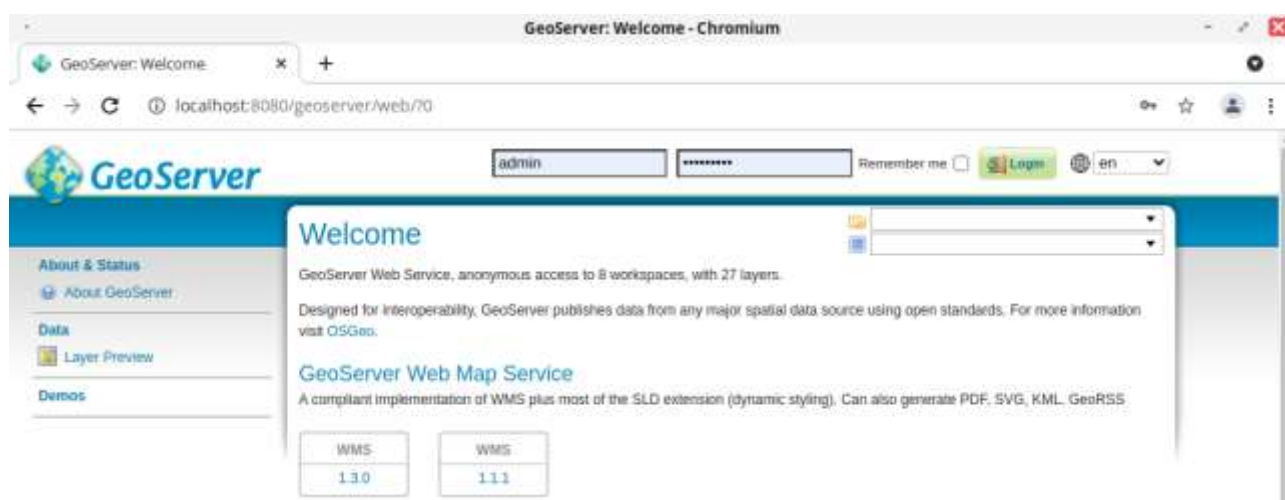 GeoServer: Welcome - Chromium
GeoServer: Welcome
localhost:8080/geoserver/web/?0
GeoServer
admin
•••••••••
Remember me
Login
en
Welcome
About & Status
About GeoServer
Data
Layer Preview
Demos
GeoServer Web Service, anonymous access to 8 workspaces, with 27 layers.
Designed for interoperability, GeoServer publishes data from any major spatial data source using open standards. For more information
visit OSGeo.
GeoServer Web Map Service
A compliant implementation of WMS plus most of the SLD extension (dynamic styling). Can also generate PDF, SVG, KML, GeoRSS
WMS
1.3.0
WMS
1.1.1